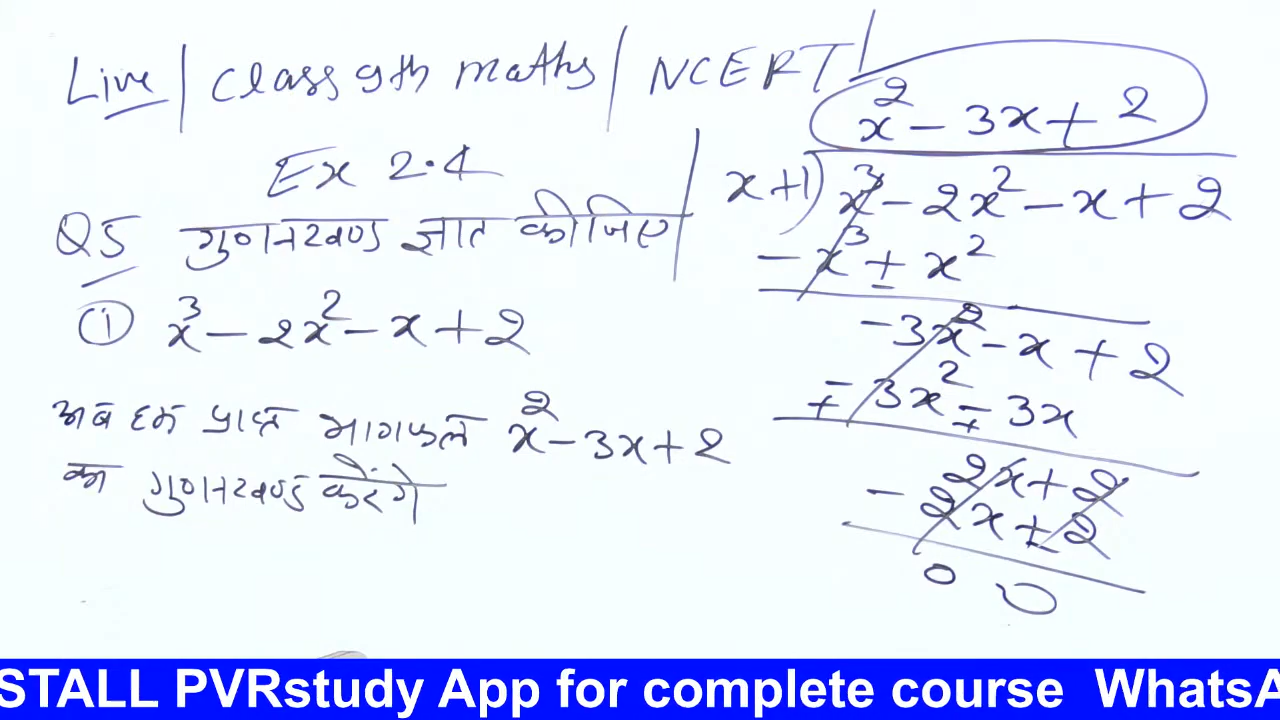 Live | Class 9th maths | NCERT |
Ex 2.4
Q5 गुणनखण्ड ज्ञात कीजिए
① x³ - 2x² - x + 2
अब हम प्राप्त भागफल x² - 3x + 2
का गुणनखण्ड करेंगे
x² - 3x + 2
x+1) x³ - 2x² - x + 2
- x³ ± x²
-3x² - x + 2
∓ 3x² ∓ 3x
2x + 2
- 2x ± 2
0 0
STALL PVRstudy App for complete course WhatsA